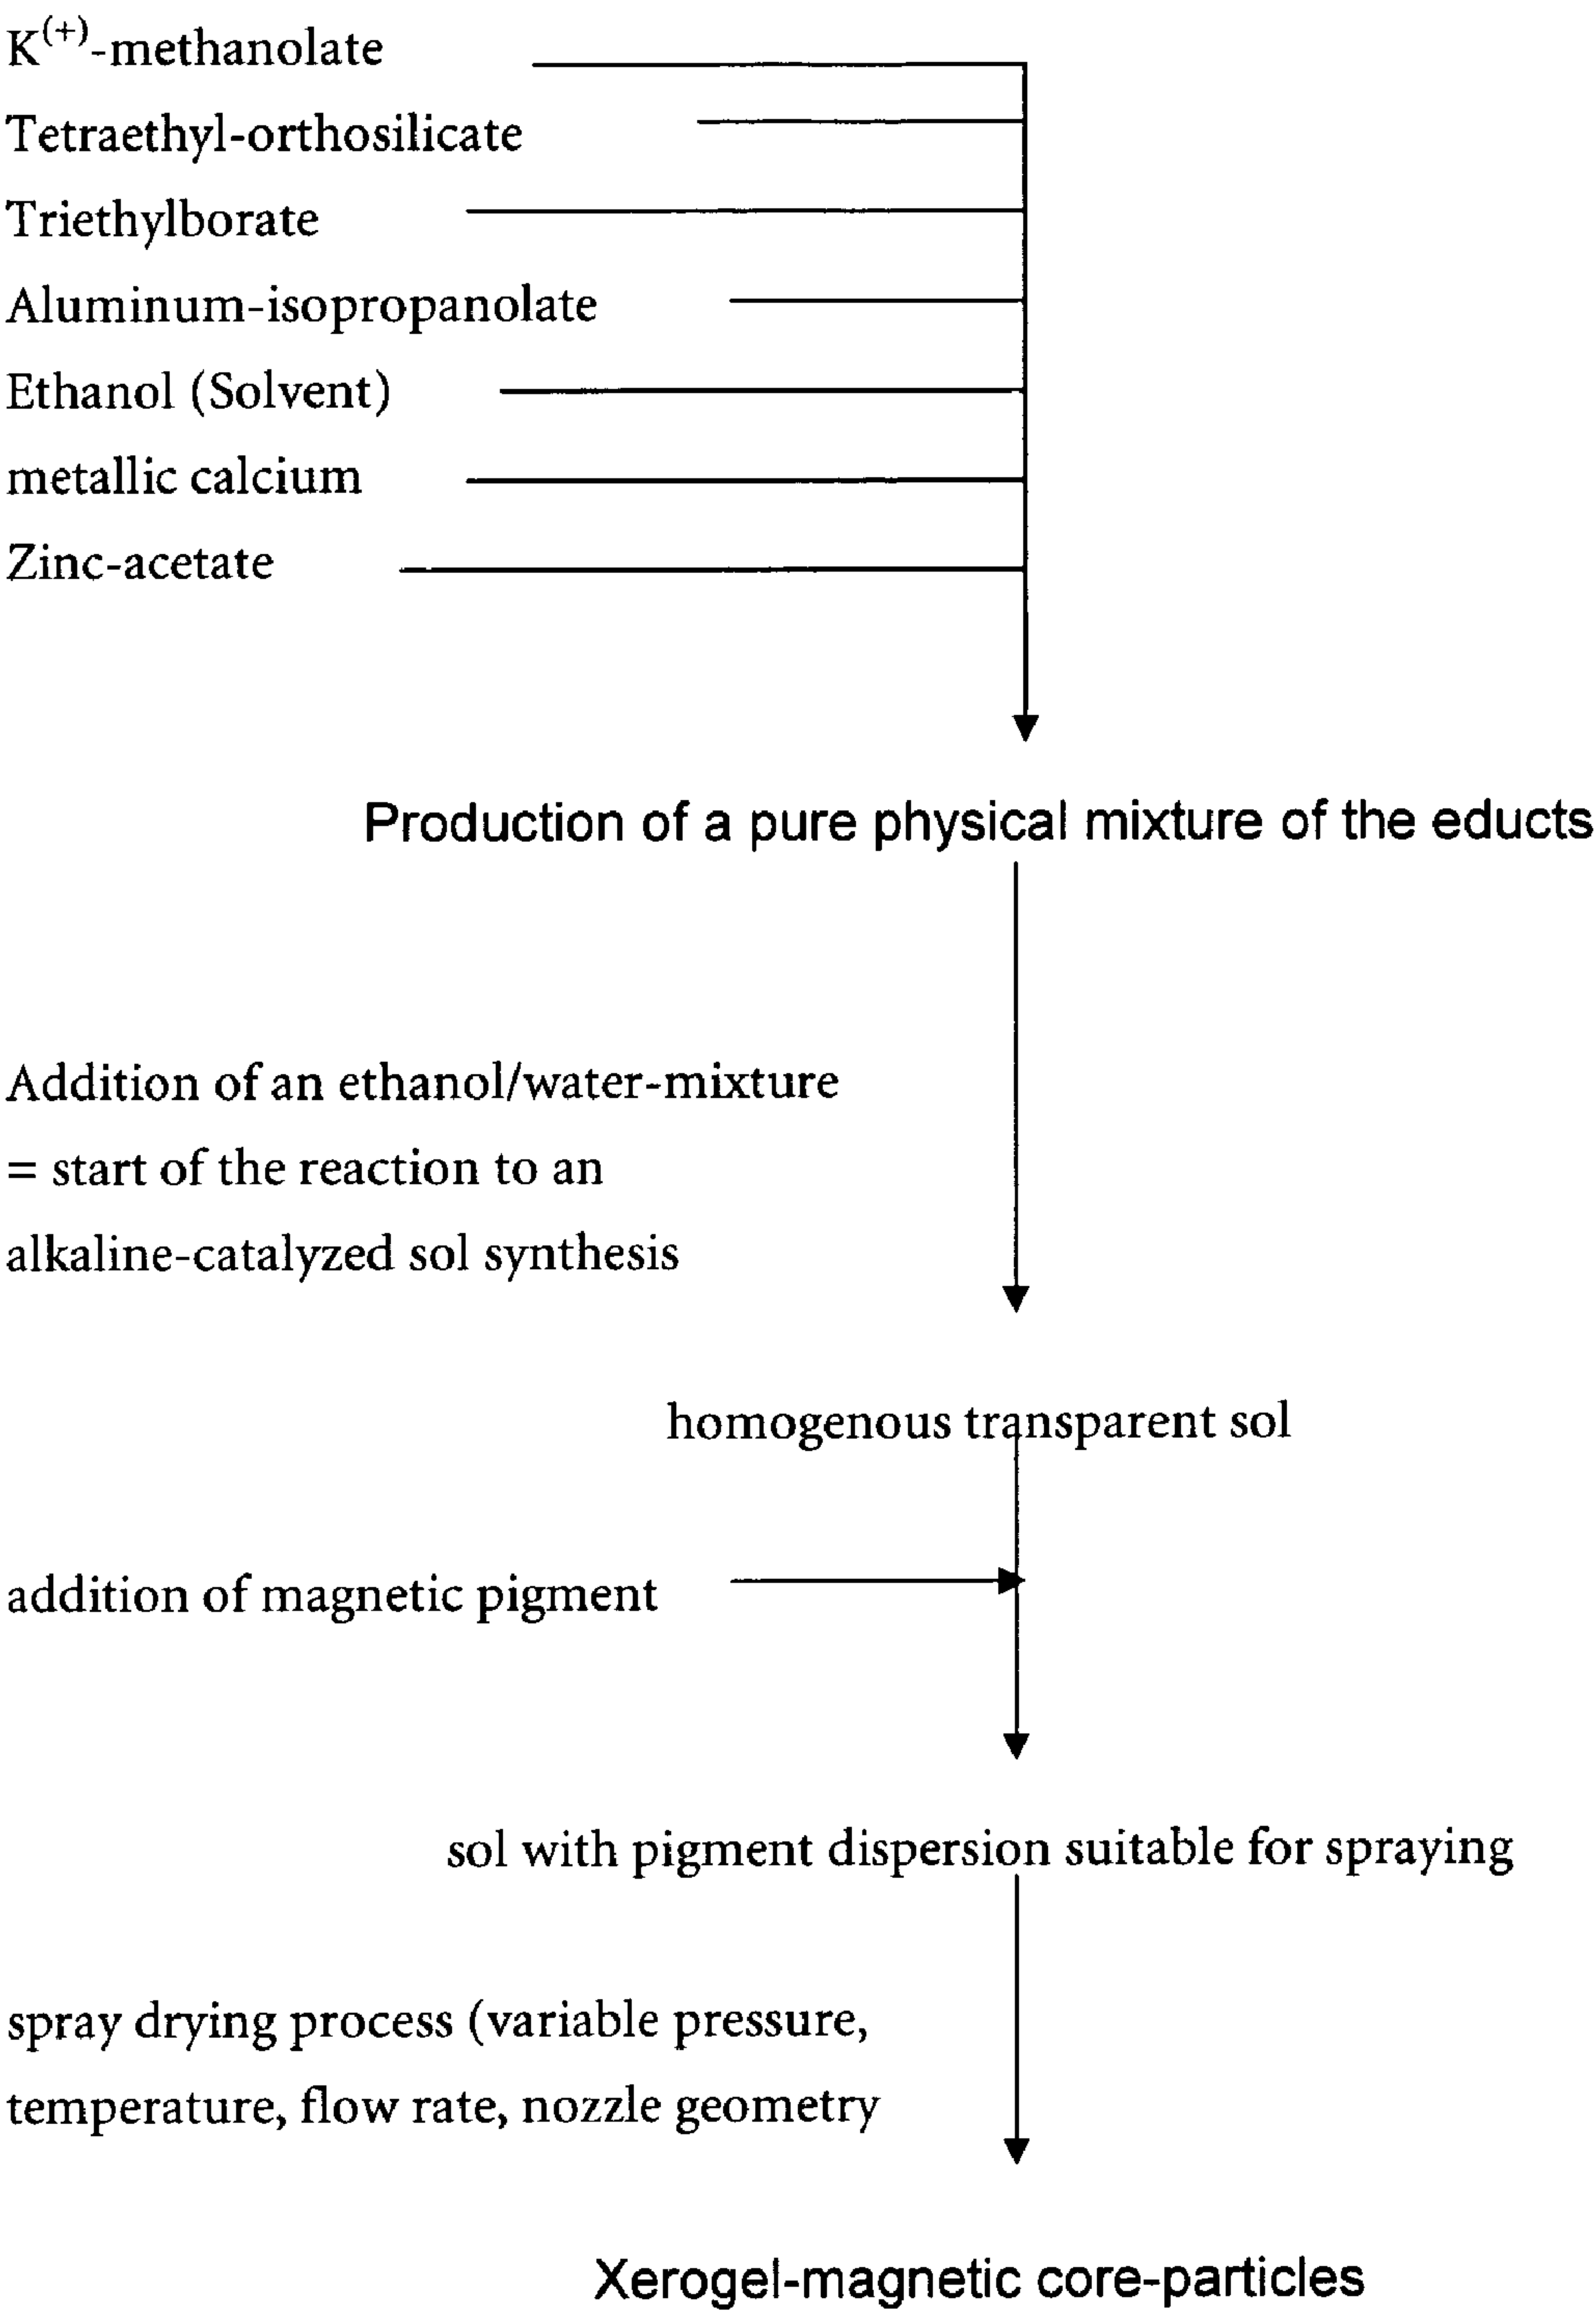 K(+)-methanolate
Tetraethyl-orthosilicate
Triethylborate
Aluminum-isopropanolate
Ethanol (Solvent)
metallic calcium
Zinc-acetate
Production of a pure physical mixture of the educts
Addition of an ethanol/water-mixture
= start of the reaction to an
alkaline-catalyzed sol synthesis
homogenous transparent sol
addition of magnetic pigment
sol with pigment dispersion suitable for spraying
spray drying process (variable pressure,
temperature, flow rate, nozzle geometry
Xerogel-magnetic core-particles